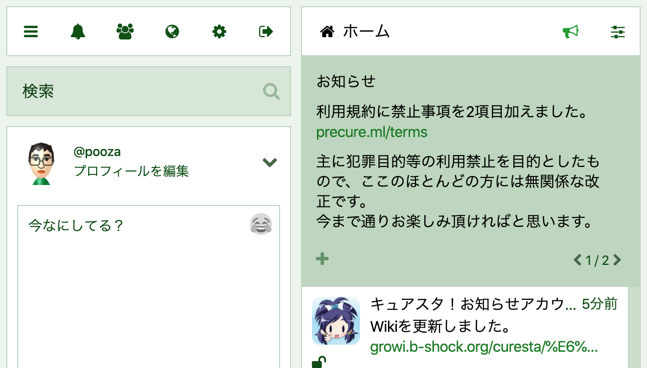 検索
@pooza
プロフィールを編集
今なにしてる？
ホーム
お知らせ
利用規約に禁止事項を2項目加えました。
precure.ml/terms
主に犯罪目的等の利用禁止を目的としたも
ので、ここのほとんどの方には無関係な改
正です。
今まで通りお楽しみ頂ければと思います。
1 / 2
キュアスタ！お知らせアカウ... 5分前
Wikiを更新しました。
growi.b-shock.org/curesta/%E6%...